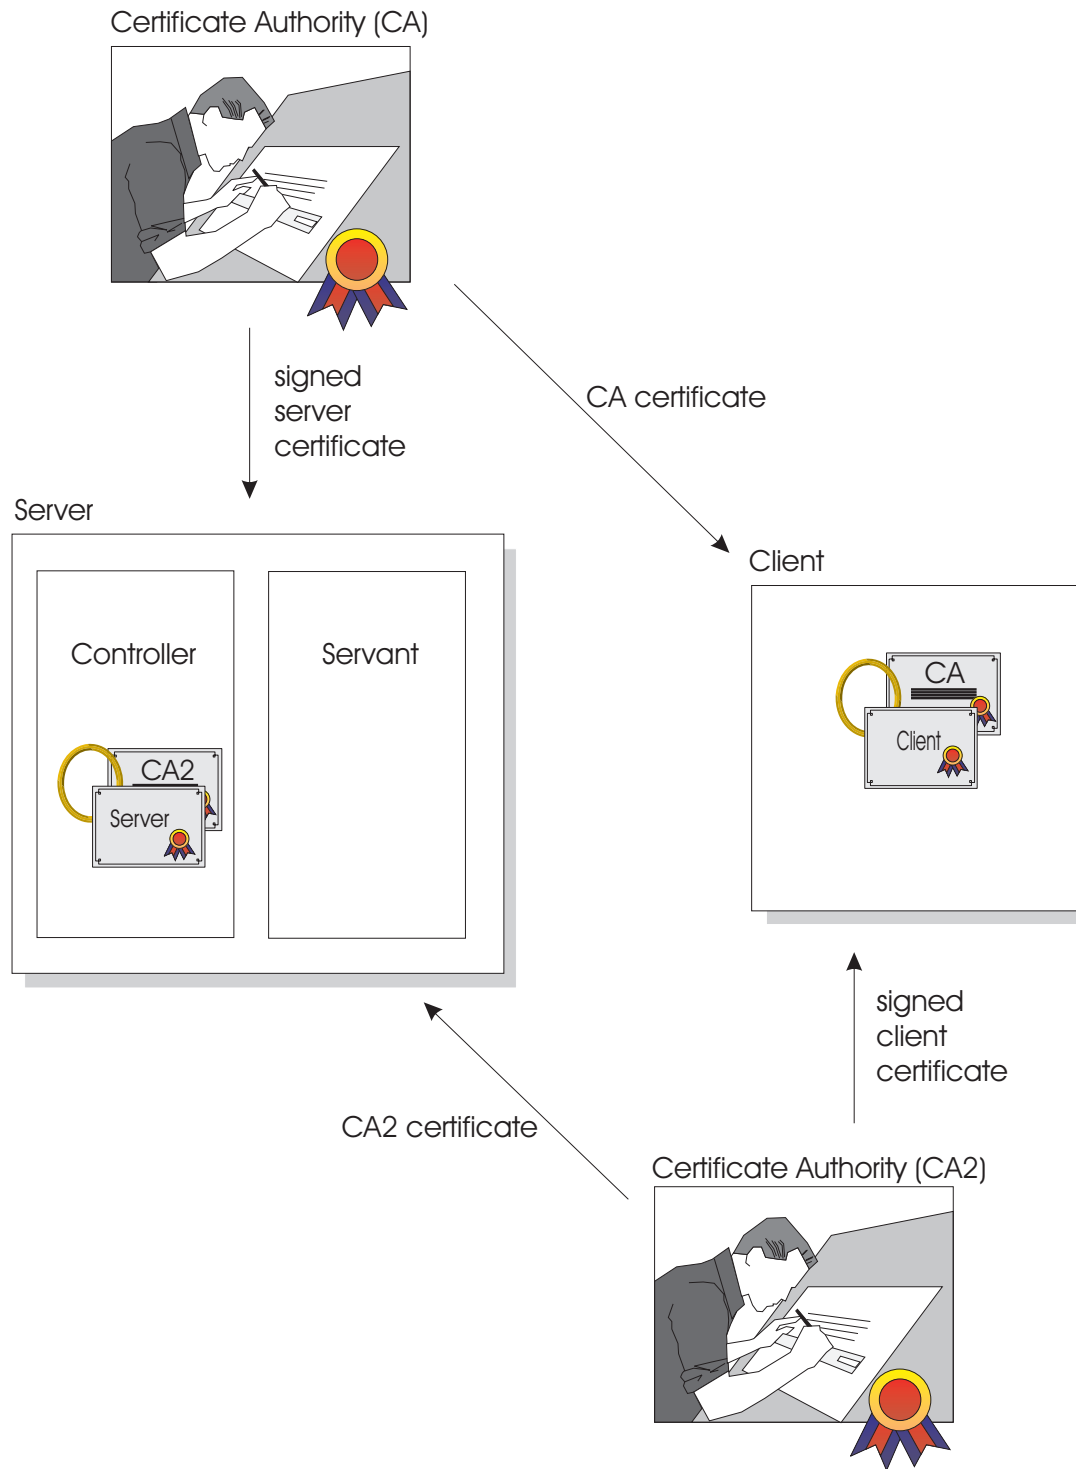 Certificate Authority (CA)
signed
server
certificate
CA certificate
Server
Client
Controller
Servant
CA
Client
CA2
Server
signed
client
certificate
CA2 certificate
Certificate Authority (CA2)